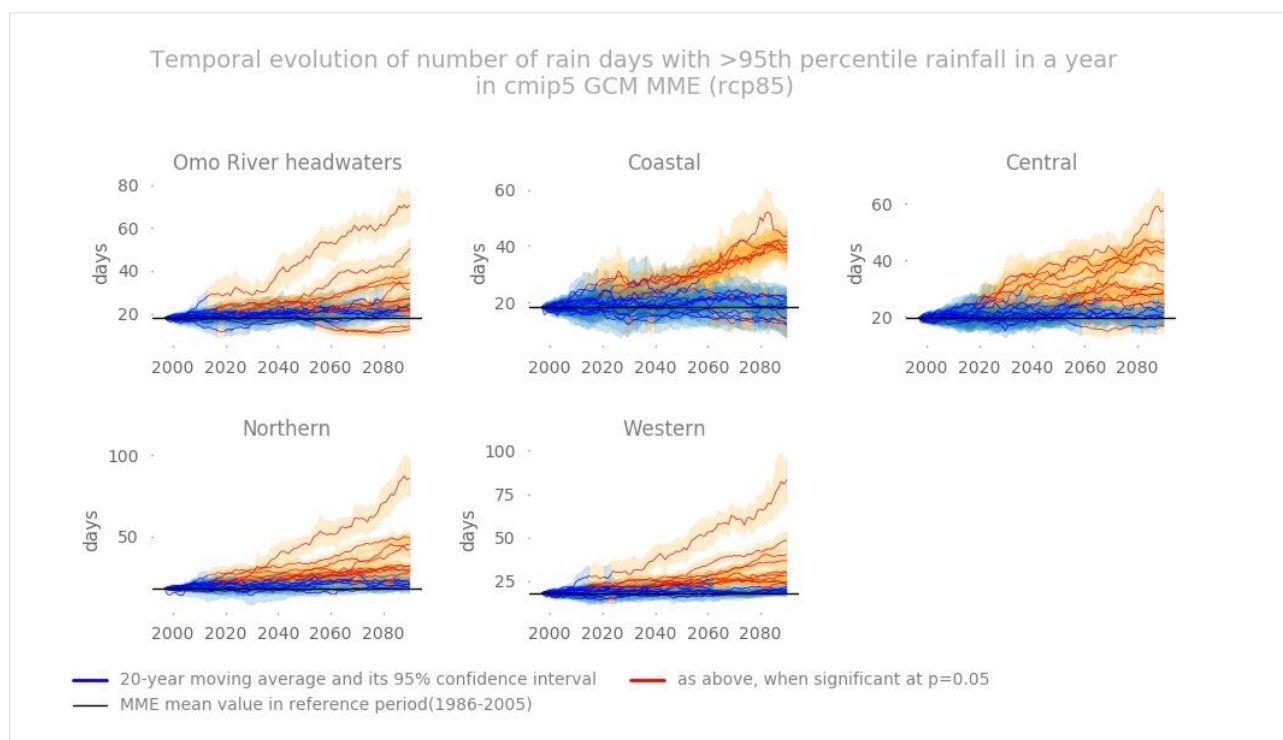 Temporal evolution of number of rain days with >95th percentile rainfall in a year
in cmip5 GCM MME (rcp85)
Omo River headwaters
80
60
40
20
days
2000 2020 2040 2060 2080
Coastal
60
40
20
days
2000 2020 2040 2060 2080
Central
60
40
20
days
2000 2020 2040 2060 2080
Northern
100
50
days
2000 2020 2040 2060 2080
Western
100
75
50
25
days
2000 2020 2040 2060 2080
20-year moving average and its 95% confidence interval
as above, when significant at p=0.05
MME mean value in reference period(1986-2005)